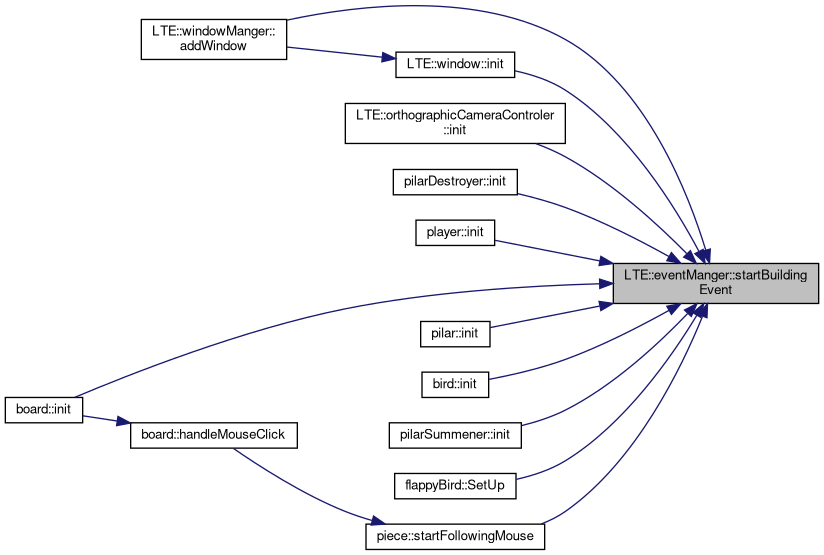 LTE::windowManger::
addWindow
LTE::window::init
LTE::orthographicCameraControler
::init
pilarDestroyer::init
player::init
LTE::eventManger::startBuilding
Event
pilar::init
bird::init
board::init
board::handleMouseClick
pilarSummener::init
flappyBird::SetUp
piece::startFollowingMouse